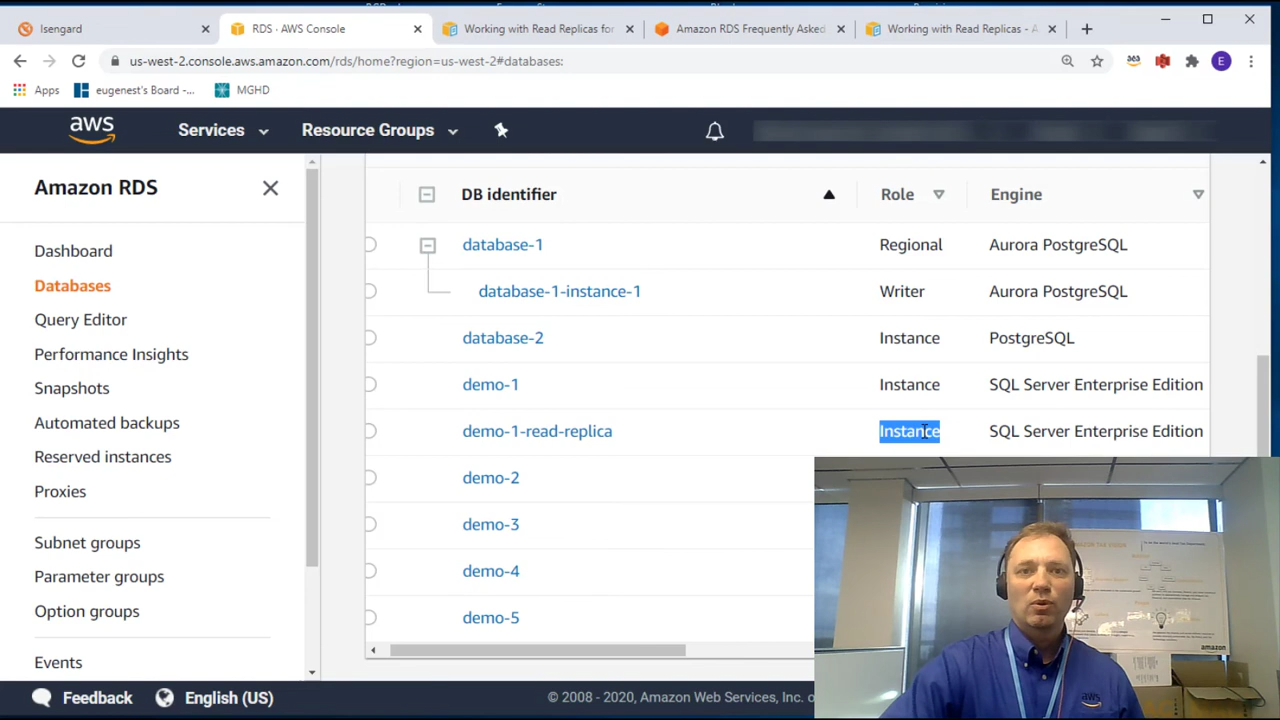 Isengard
RDS · AWS Console
Working with Read Replicas for
Amazon RDS Frequently Asked
Working with Read Replicas - A
us-west-2.console.aws.amazon.com/rds/home?region=us-west-2#databases:
E
Apps
eugenest's Board -...
MGHD
aws
Services
Resource Groups
Amazon RDS
Dashboard
Databases
Query Editor
Performance Insights
Snapshots
Automated backups
Reserved instances
Proxies
Subnet groups
Parameter groups
Option groups
Events
DB identifier Role Engine
database-1 Regional Aurora PostgreSQL
database-1-instance-1 Writer Aurora PostgreSQL
database-2 Instance PostgreSQL
demo-1 Instance SQL Server Enterprise Edition
demo-1-read-replica Instance SQL Server Enterprise Edition
demo-2
demo-3
demo-4
demo-5
amazon
aws
Feedback
English (US)
© 2008 - 2020, Amazon Web Services, Inc. o